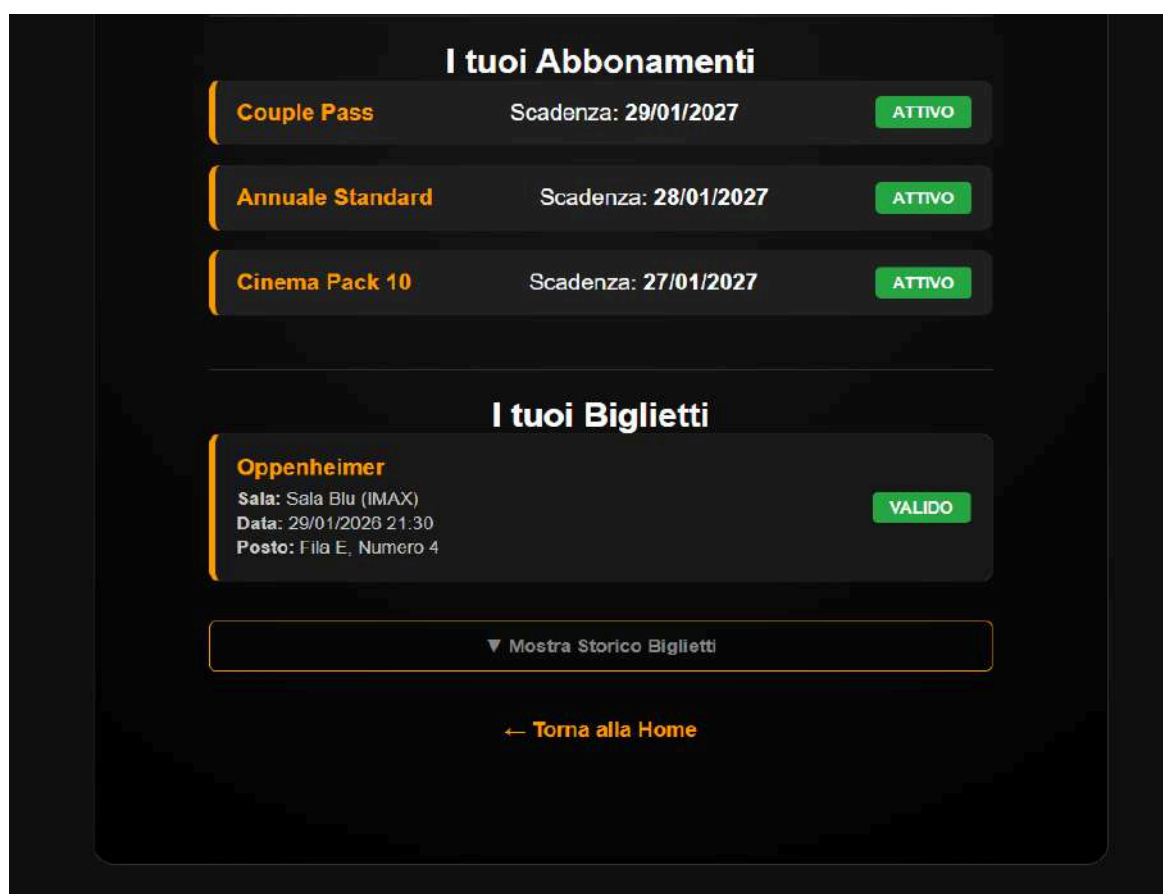 I tuoi Abbonamenti
Couple Pass Scadenza: 29/01/2027 ATTIVO
Annuale Standard Scadenza: 28/01/2027 ATTIVO
Cinema Pack 10 Scadenza: 27/01/2027 ATTIVO
I tuoi Biglietti
Oppenheimer
Sala: Sala Blu (IMAX)
Data: 29/01/2026 21:30
Posto: Fila E, Numero 4
VALIDO
▼ Mostra Storico Biglietti
← Torna alla Home